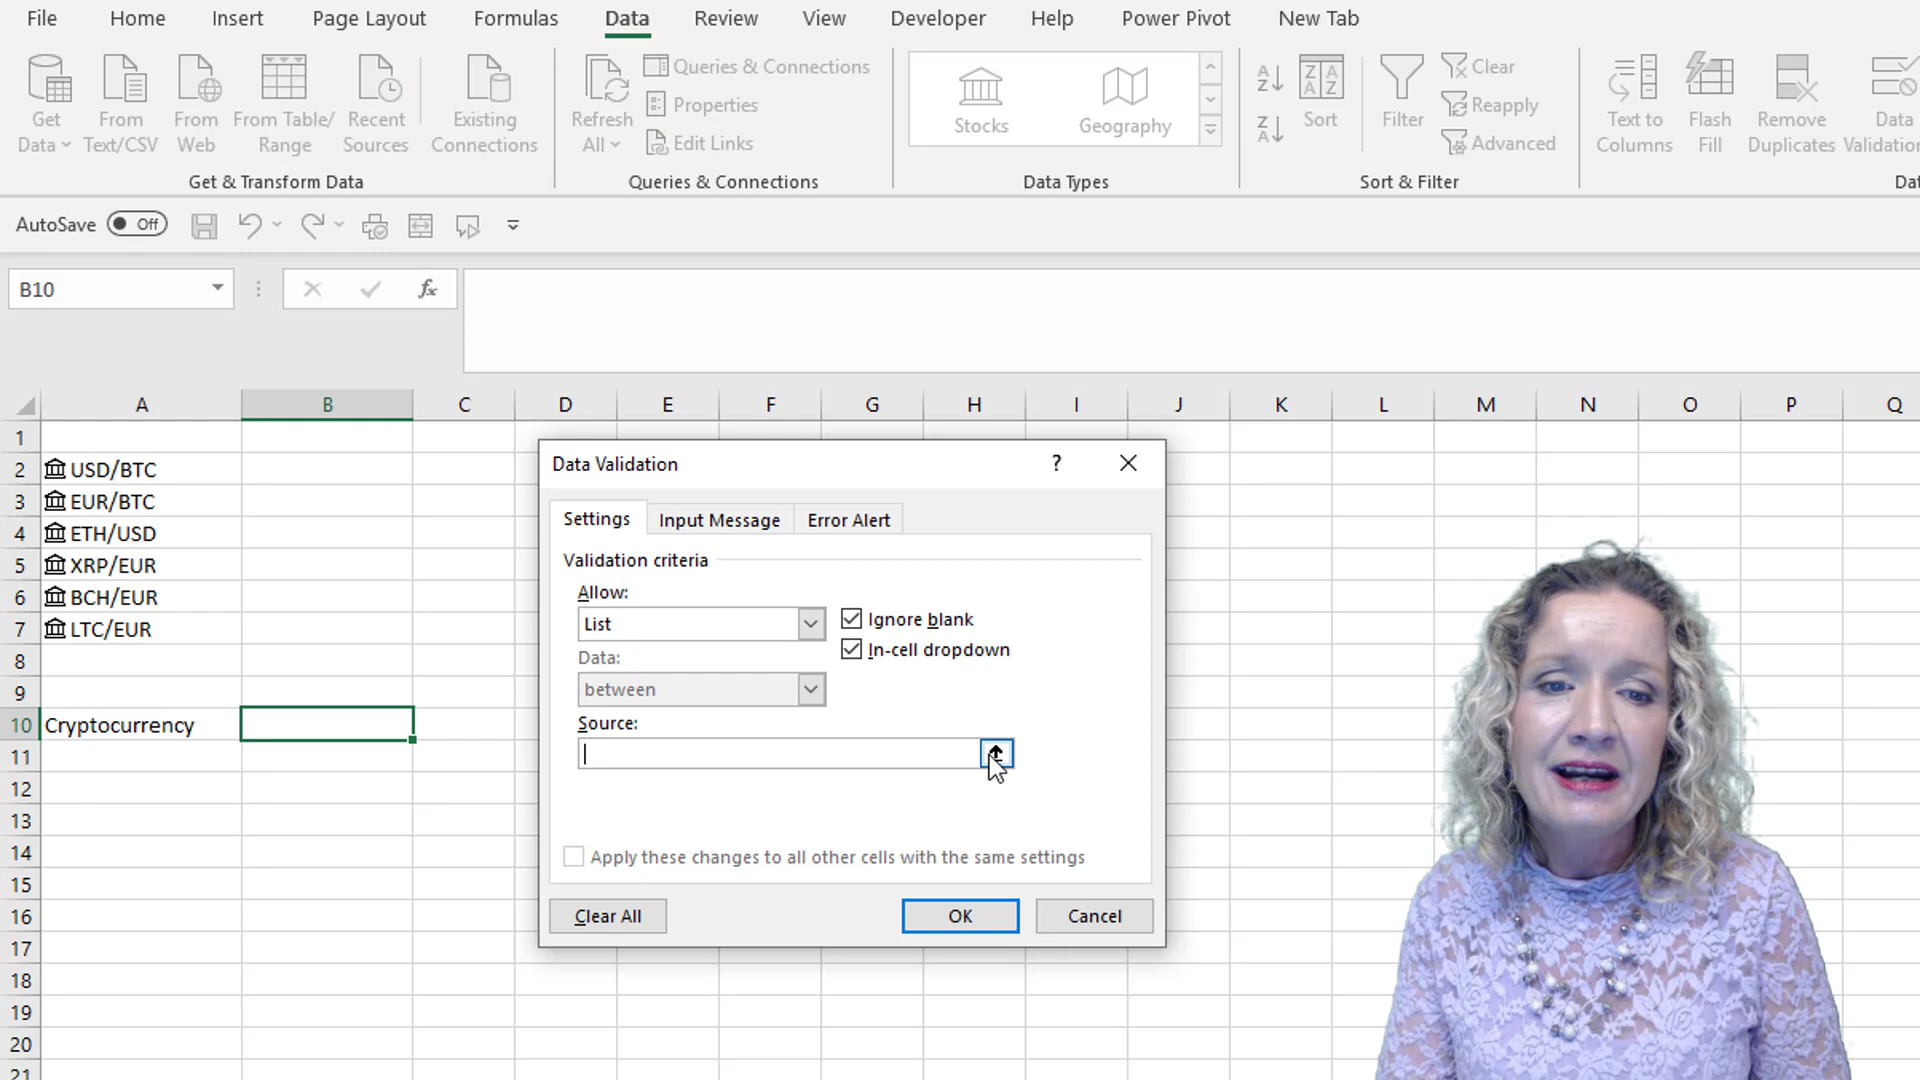 File Home Insert Page Layout Formulas Data Review View Developer Help Power Pivot New Tab
Get Data
From Text/CSV
From Web
From Table/ Range
Recent Sources
Existing Connections
Get & Transform Data
Refresh All
Queries & Connections
Properties
Edit Links
Queries & Connections
Stocks
Geography
Data Types
A Z
Z A
Z A A Z
Sort
Filter
Clear
Reapply
Advanced
Sort & Filter
Text to Columns
Flash Fill
Remove Duplicates
Data Validatio
Dat
AutoSave Off
B10 fx
A B C D E F G H I J K L M N O P Q
1
2 USD/BTC
3 EUR/BTC
4 ETH/USD
5 XRP/EUR
6 BCH/EUR
7 LTC/EUR
8
9
10 Cryptocurrency
11
12
13
14
15
16
17
18
19
20
21
Data Validation ?
Settings Input Message Error Alert
Validation criteria
Allow:
List
Ignore blank
Data:
In-cell dropdown
between
Source:
Apply these changes to all other cells with the same settings
Clear All OK Cancel